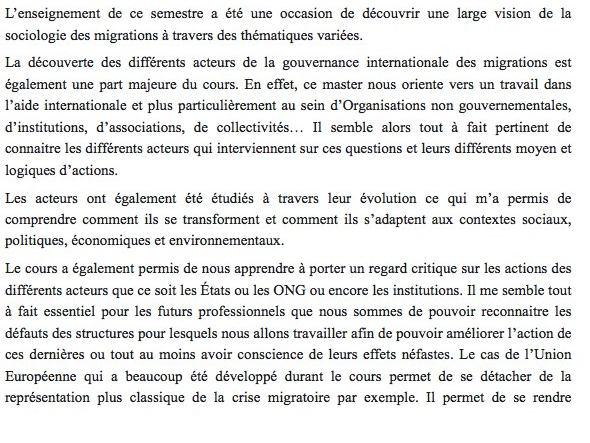 L’enseignement de ce semestre a été une occasion de découvrir une large vision de la
sociologie des migrations à travers des thématiques variées.
La découverte des différents acteurs de la gouvernance internationale des migrations est
également une part majeure du cours. En effet, ce master nous oriente vers un travail dans
l’aide internationale et plus particulièrement au sein d’Organisations non gouvernementales,
d’institutions, d’associations, de collectivités… Il semble alors tout à fait pertinent de
connaitre les différents acteurs qui interviennent sur ces questions et leurs différents moyen et
logiques d’actions.
Les acteurs ont également été étudiés à travers leur évolution ce qui m’a permis de
comprendre comment ils se transforment et comment ils s’adaptent aux contextes sociaux,
politiques, économiques et environnementaux.
Le cours a également permis de nous apprendre à porter un regard critique sur les actions des
différents acteurs que ce soit les États ou les ONG ou encore les institutions. Il me semble tout
à fait essentiel pour les futurs professionnels que nous sommes de pouvoir reconnaitre les
défauts des structures pour lesquels nous allons travailler afin de pouvoir améliorer l’action de
ces dernières ou tout au moins avoir conscience de leurs effets néfastes. Le cas de l’Union
Européenne qui a beaucoup été développé durant le cours permet de se détacher de la
représentation plus classique de la crise migratoire par exemple. Il permet de se rendre